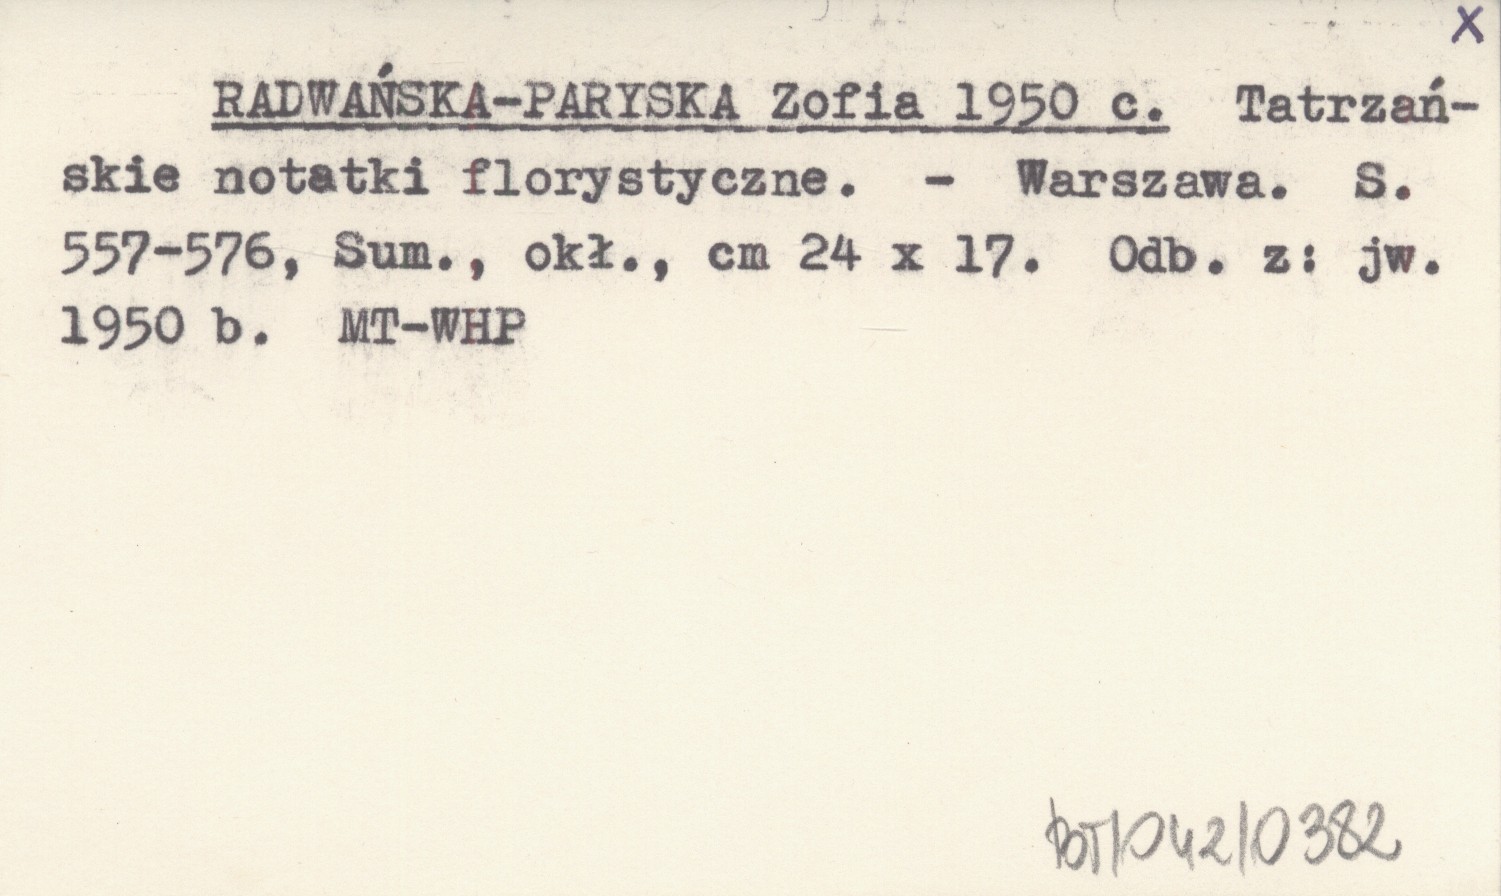 X
RADWAŃSKA-PARYSKA Zofia 1950 c. Tatrzań-
skie notatki florystyczne. - Warszawa. S.
557-576, Sum., okł., cm 24 x 17. Odb. z: jw.
1950 b. MT-WHP
BOT/042/0382